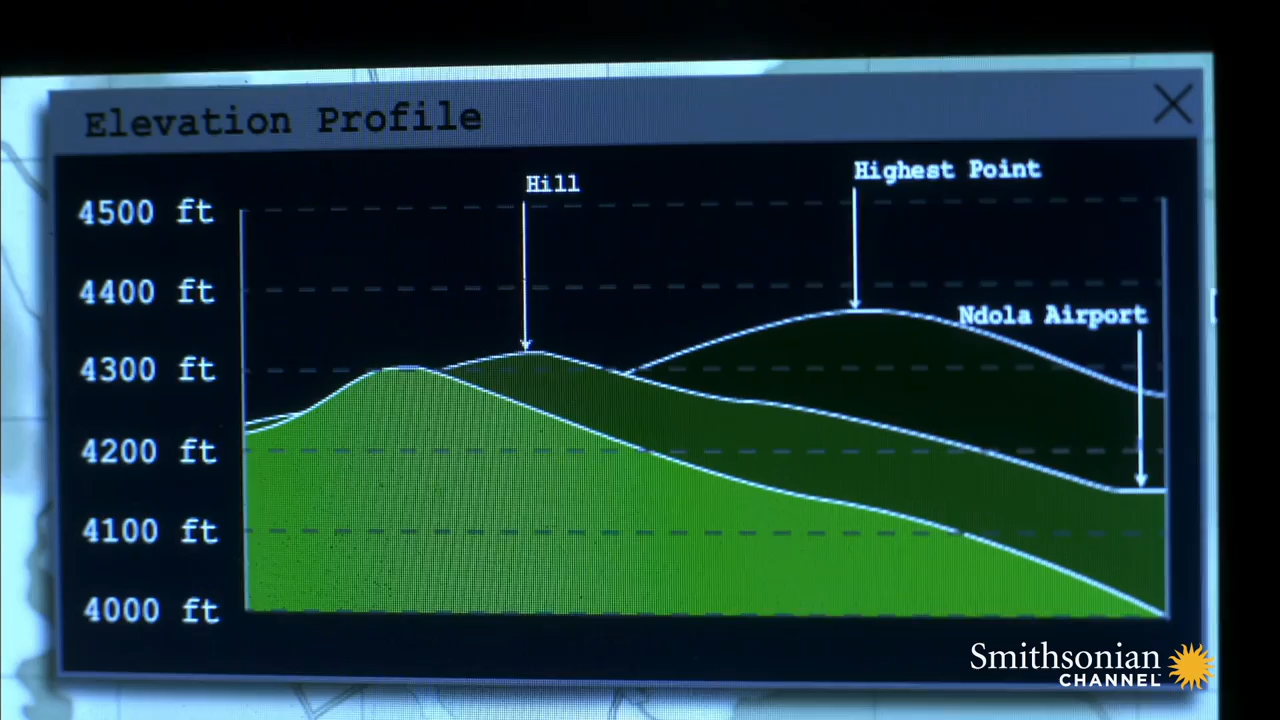 Elevation Profile
Hill
Highest Point
4500 ft
4400 ft
Ndola Airport
4300 ft
4200 ft
4100 ft
4000 ft
Smithsonian
CHANNEL